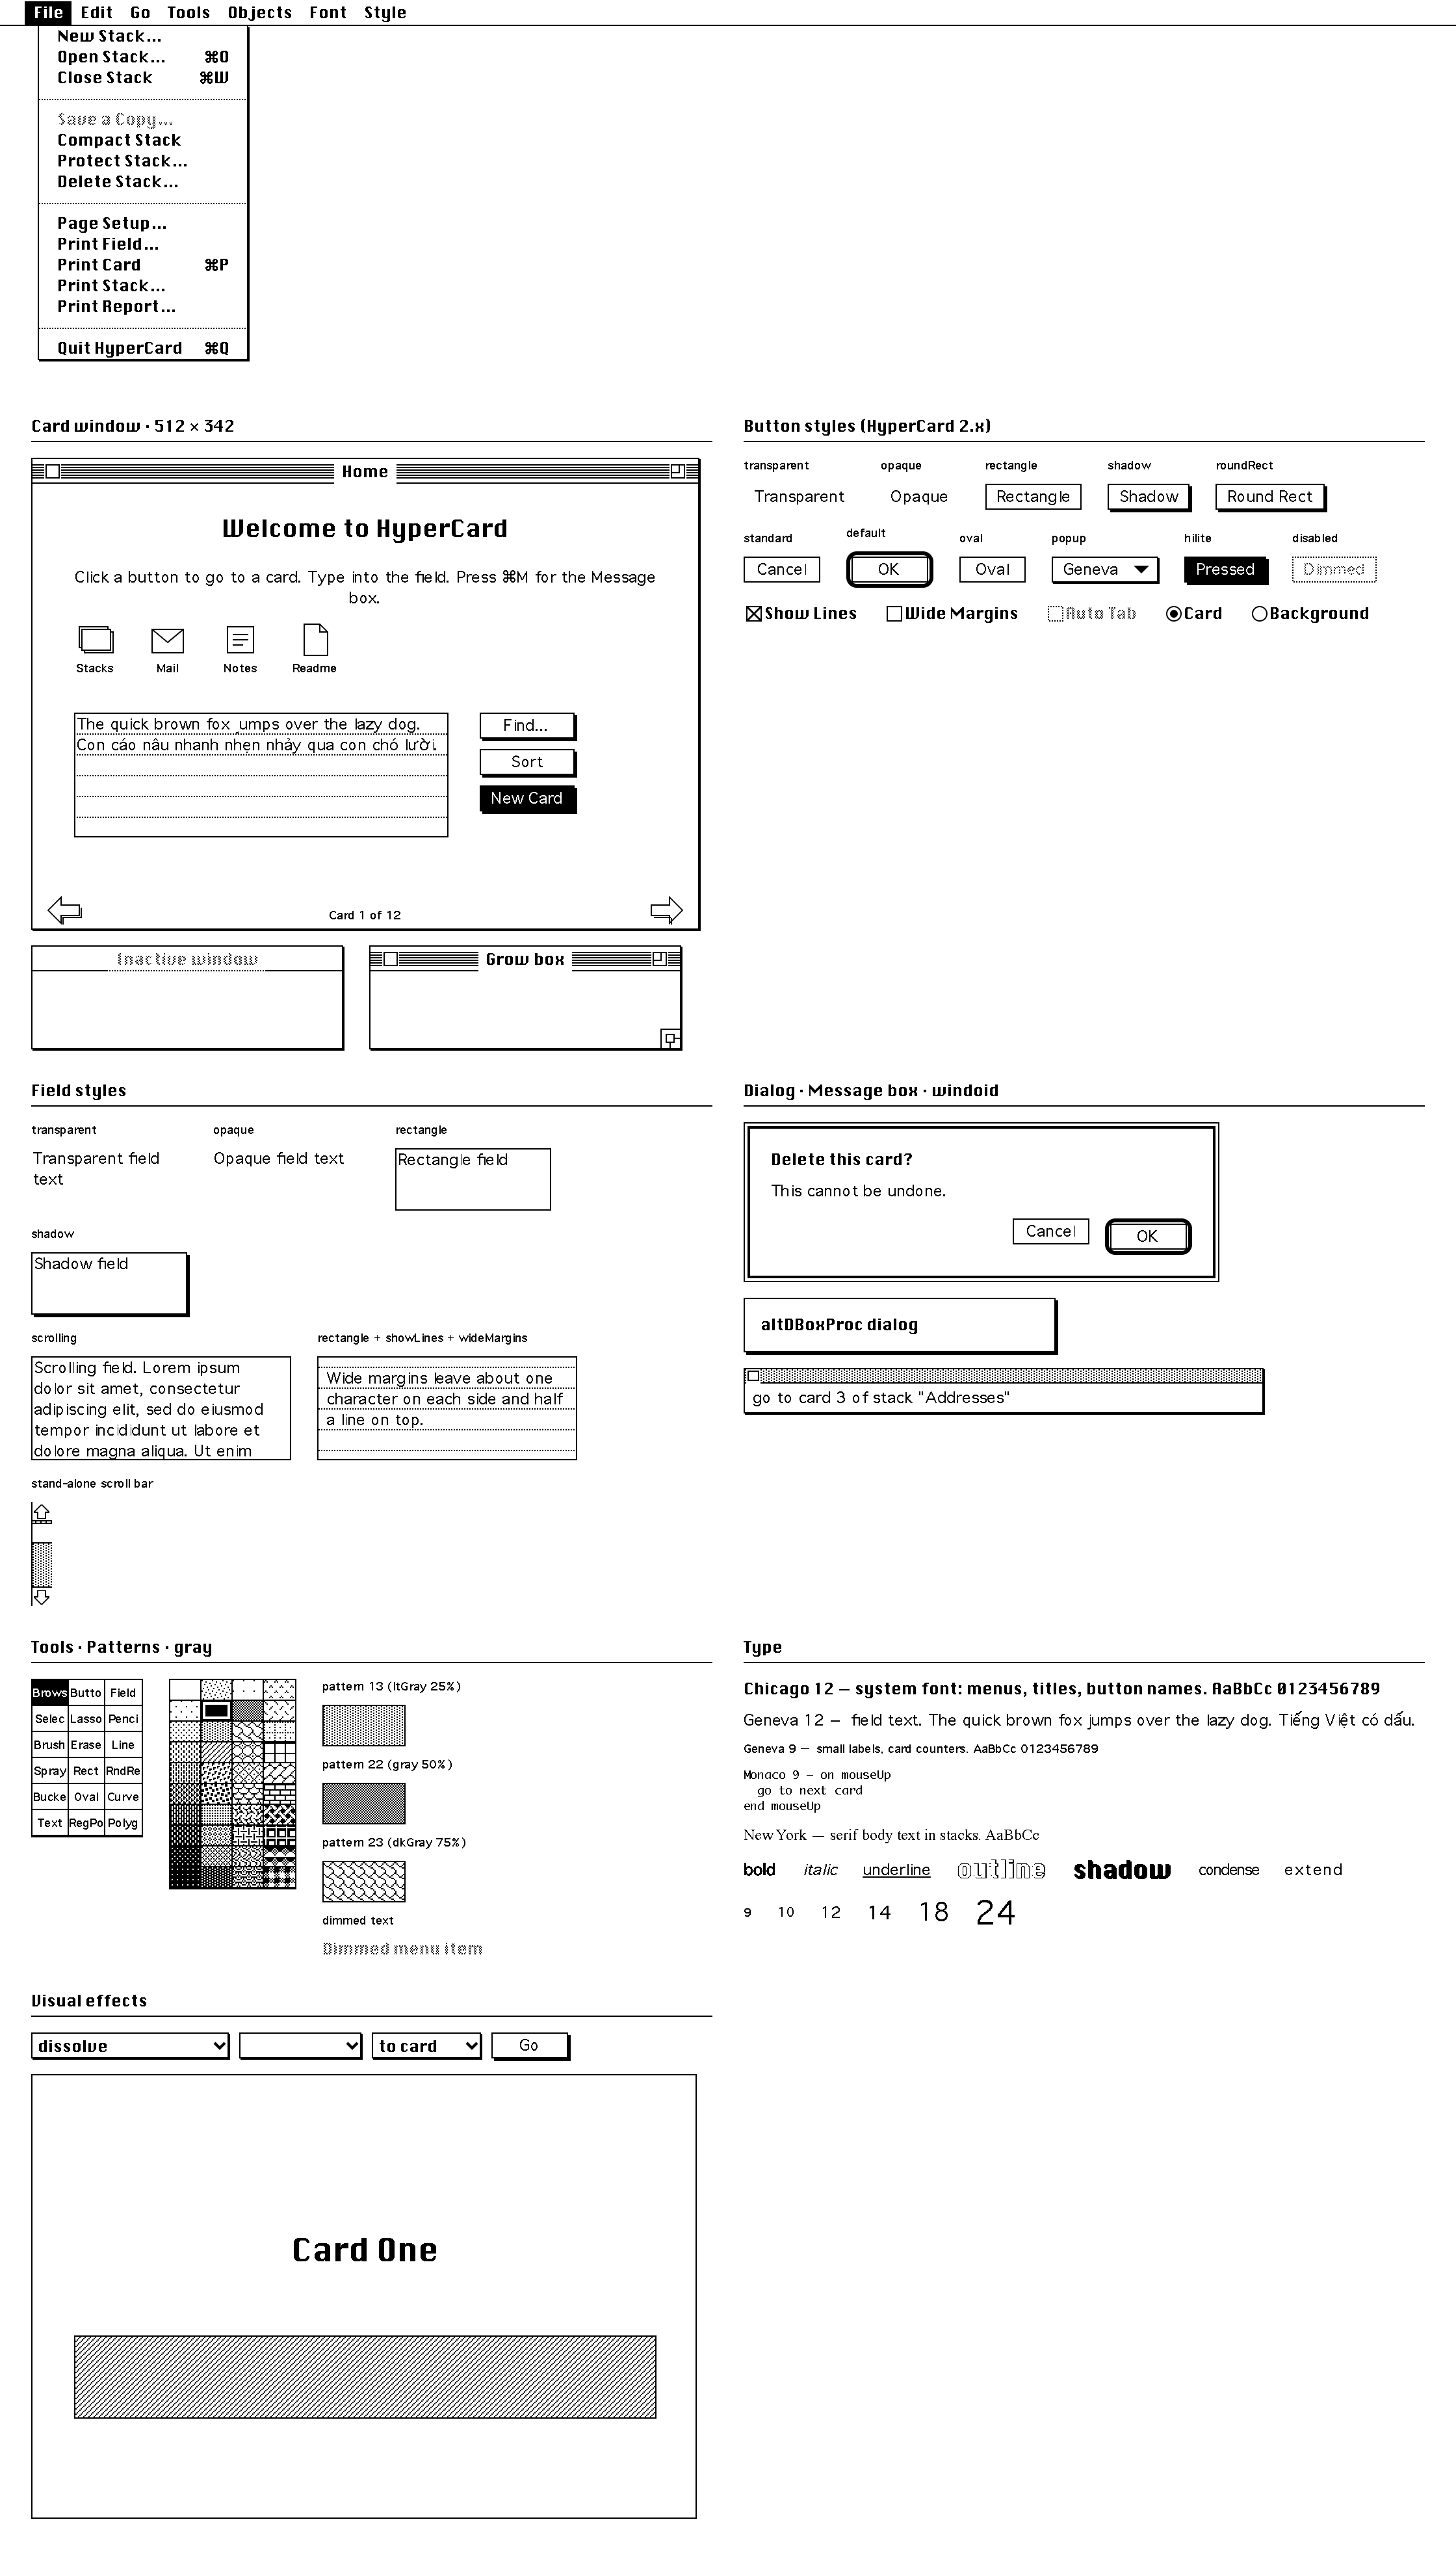 File Edit Go Tools Objects Font Style
New Stack...
Open Stack... ⌘O
Close Stack ⌘W
Save a Copy...
Compact Stack
Protect Stack...
Delete Stack...
Page Setup...
Print Field...
Print Card ⌘P
Print Stack...
Print Report...
Quit HyperCard ⌘Q
Card window · 512 × 342
Home
Welcome to HyperCard
Click a button to go to a card. Type into the field. Press ⌘M for the Message
box.
Stacks Mail Notes Readme
The quick brown fox jumps over the lazy dog.
Con cáo nâu nhanh nhẹn nhảy qua con chó lười.
Find...
Sort
New Card
Card 1 of 12
Inactive window
Grow box
Button styles (HyperCard 2.x)
transparent opaque rectangle shadow roundRect
Transparent Opaque Rectangle Shadow Round Rect
standard default oval popup hilite disabled
Cancel OK Oval Geneva Pressed Dimmed
Show Lines Wide Margins Auto Tab Card Background
Field styles
transparent opaque rectangle
Transparent field
text
Opaque field text
Rectangle field
shadow
Shadow field
scrolling
Scrolling field. Lorem ipsum
dolor sit amet, consectetur
adipiscing elit, sed do eiusmod
tempor incididunt ut labore et
dolore magna aliqua. Ut enim
rectangle + showLines + wideMargins
Wide margins leave about one
character on each side and half
a line on top.
stand-alone scroll bar
Dialog · Message box · windoid
Delete this card?
This cannot be undone.
Cancel OK
altDBoxProc dialog
go to card 3 of stack "Addresses"
Tools · Patterns · gray
Brows Butto Field
Selec Lasso Penci
Brush Erase Line
Spray Rect RndRe
Bucke Oval Curve
Text RegPo Polyg
pattern 13 (ltGray 25%)
pattern 22 (gray 50%)
pattern 23 (dkGray 75%)
dimmed text
Dimmed menu item
Type
Chicago 12 — system font: menus, titles, button names. AaBbCc 0123456789
Geneva 12 — field text. The quick brown fox jumps over the lazy dog. Tiếng Việt có dấu.
Geneva 9 — small labels, card counters. AaBbCc 0123456789
Monaco 9 — on mouseUp
go to next card
end mouseUp
New York — serif body text in stacks. AaBbCc
bold italic underline outline shadow condense extend
9 10 12 14 18 24
Visual effects
dissolve to card Go
Card One